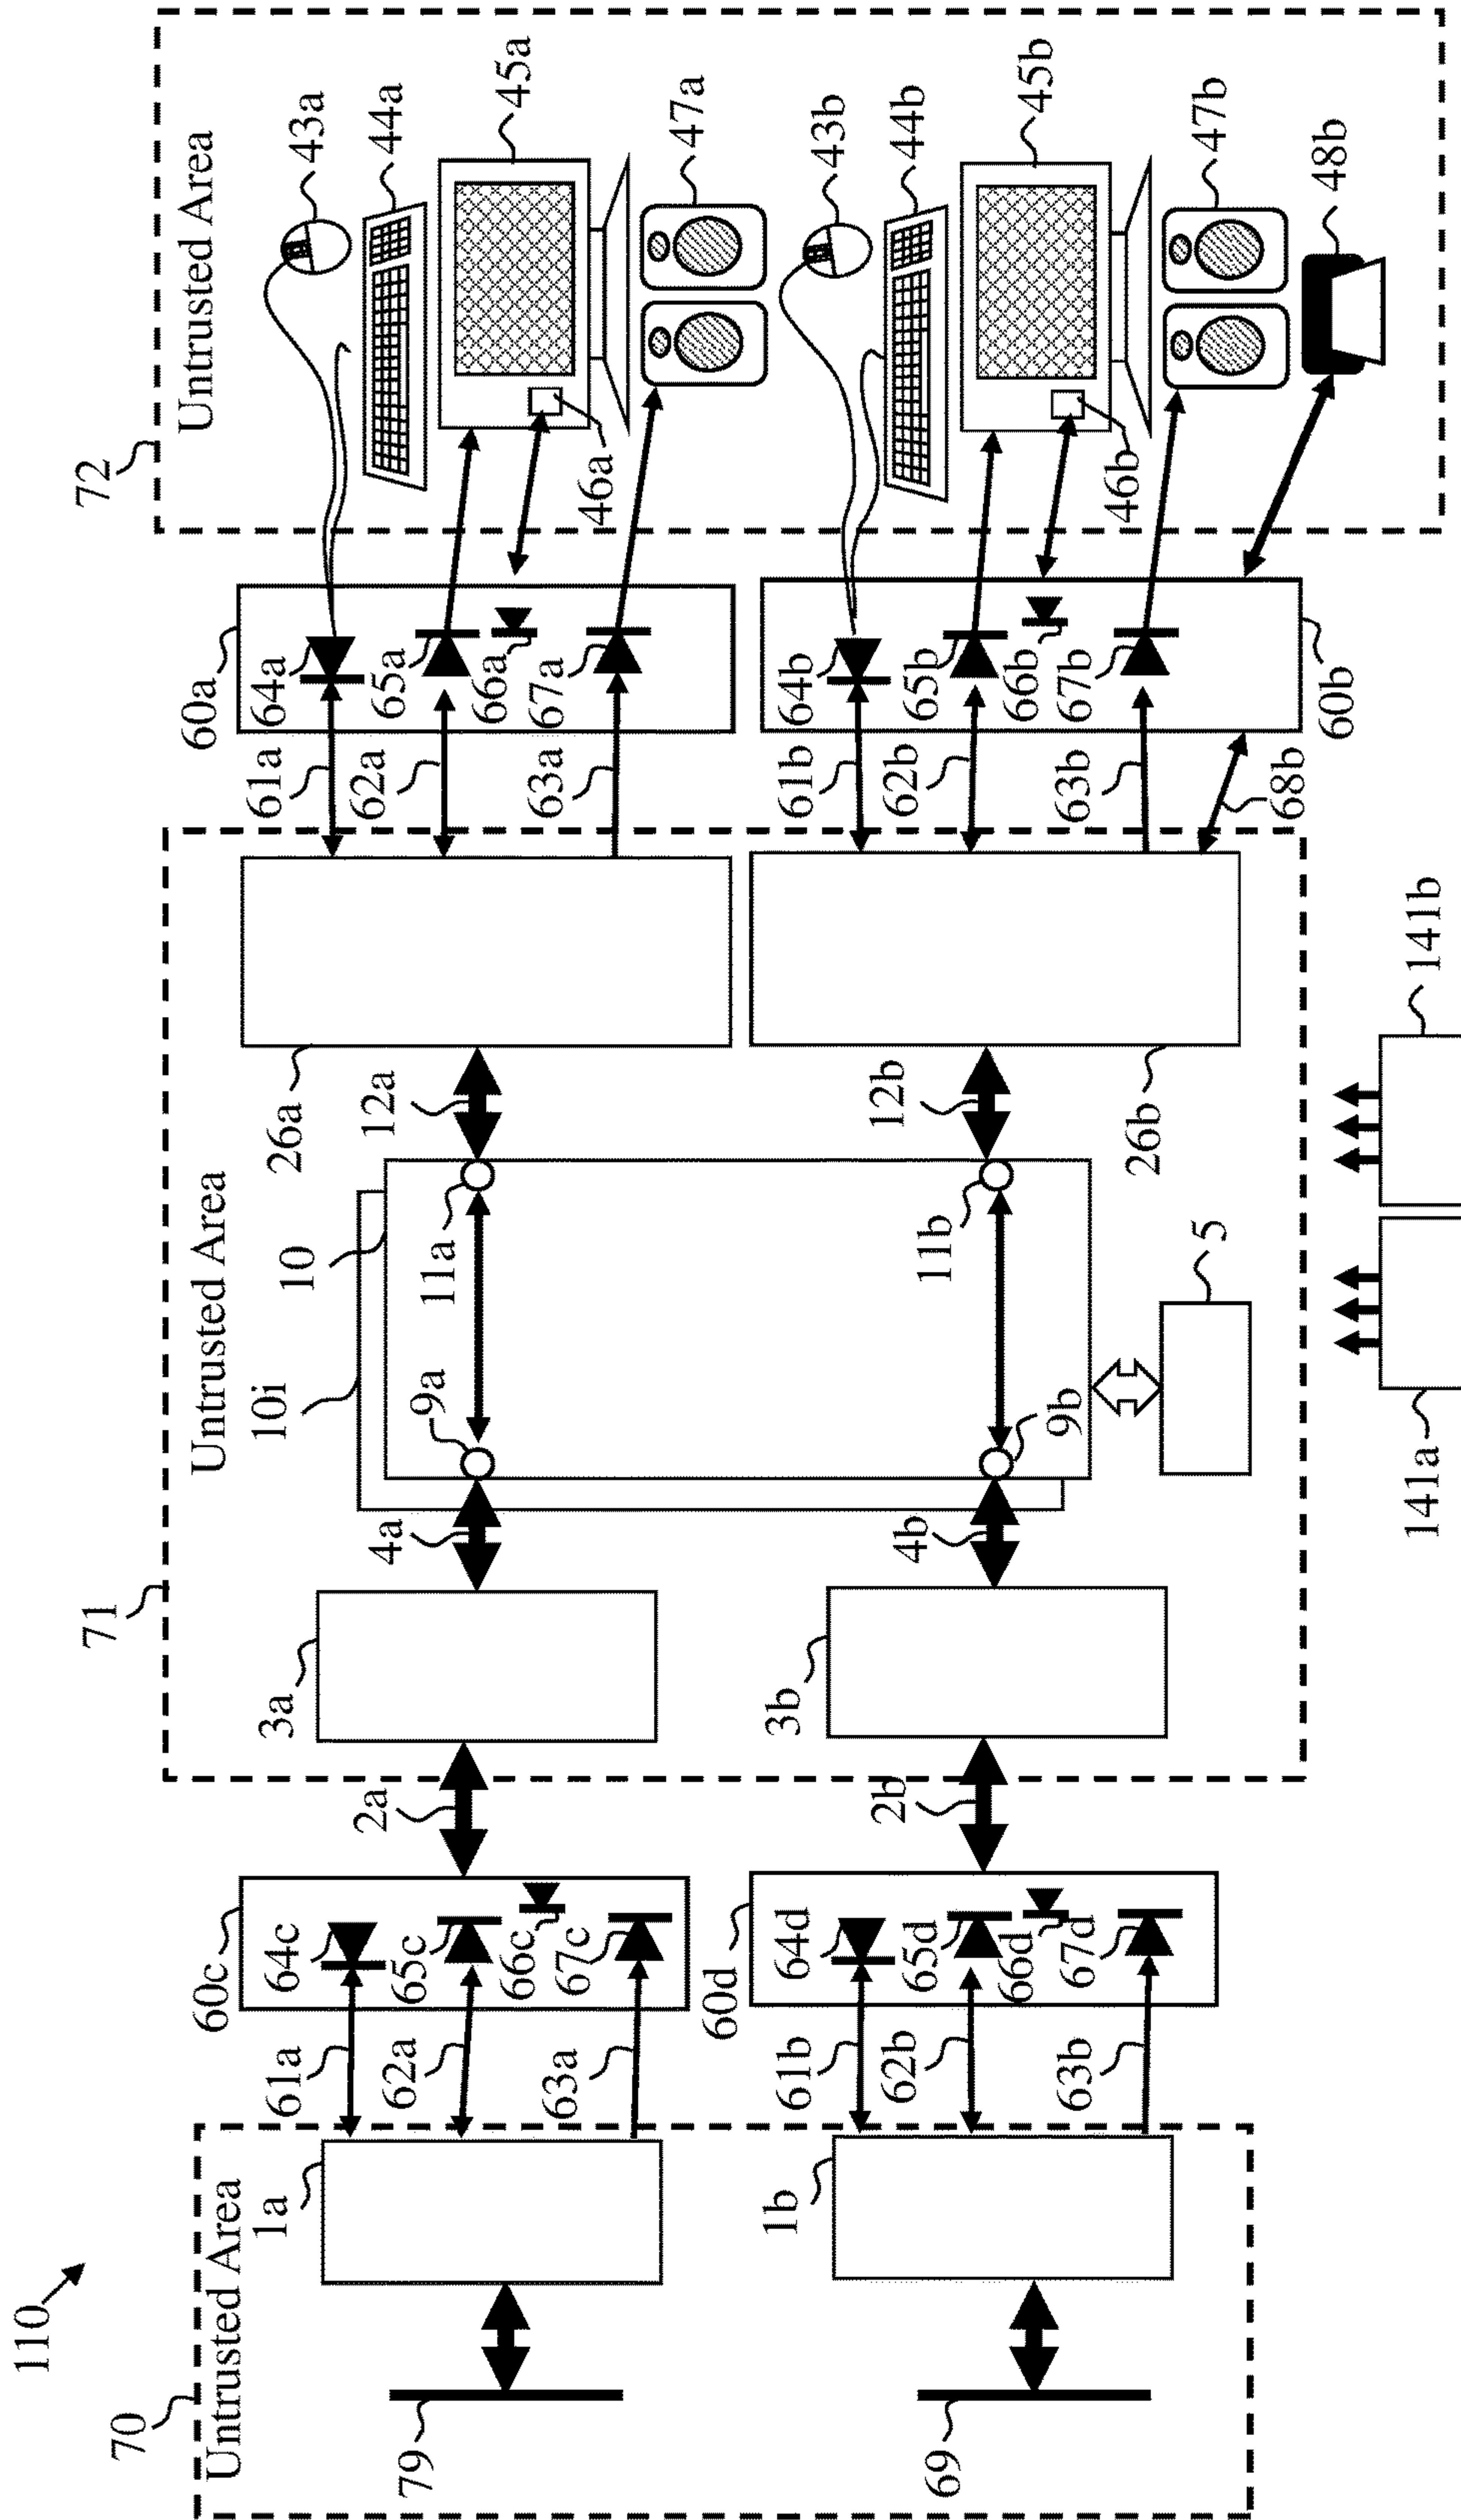 110
70
Untrusted Area
79
69
1a
1b
61a
62a
63a
61b
62b
63b
60c
64c
65c
66c
67c
60d
64d
65d
66d
67d
2a
2b
71
Untrusted Area
3a
3b
4a
4b
10i
10
9a
11a
9b
11b
5
12a
12b
26a
26b
141a
141b
61a
62a
63a
61b
62b
63b
68b
60a
64a
65a
66a
67a
60b
64b
65b
66b
67b
72
Untrusted Area
43a
44a
45a
46a
47a
43b
44b
45b
46b
47b
48b